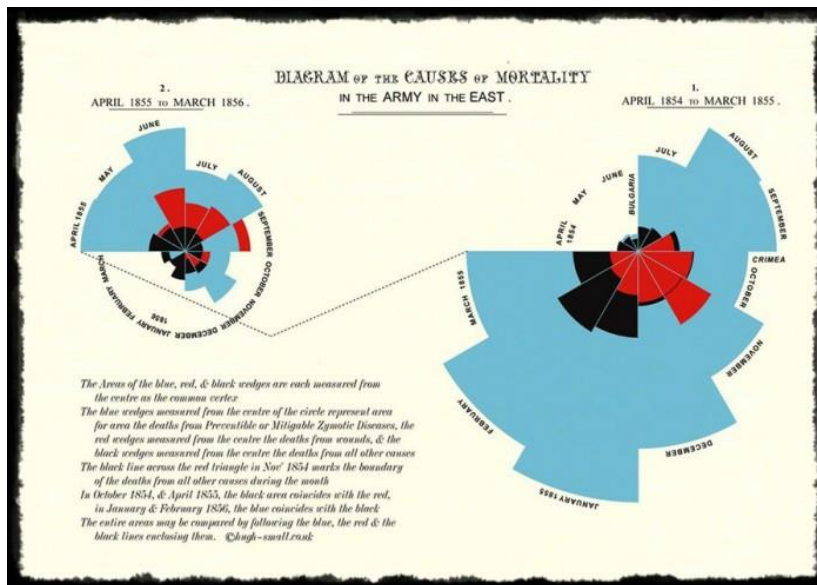 DIAGRAM OF THE CAUSES OF MORTALITY
IN THE ARMY IN THE EAST.
2.
APRIL 1855 TO MARCH 1856.
1.
APRIL 1854 TO MARCH 1855.
APRIL 1855
MAY
JUNE
JULY
AUGUST
SEPTEMBER
OCTOBER
NOVEMBER
DECEMBER
JANUARY
1856
FEBRUARY
MARCH
APRIL
1854
MAY
JUNE
BULGARIA
JULY
AUGUST
SEPTEMBER
CRIMEA
OCTOBER
NOVEMBER
DECEMBER
JANUARY 1855
FEBRUARY
MARCH 1855
The Areas of the blue, red, & black wedges are each measured from
the centre as the common vertex
The blue wedges measured from the centre of the circle represent area
for area the deaths from Preventible or Mitigable Zymotic Diseases, the
red wedges measured from the centre the deaths from wounds, & the
black wedges measured from the centre the deaths from all other causes
The black line across the red triangle in Nov' 1854 marks the boundary
of the deaths from all other causes during the month
In October 1854, & April 1855, the black area coincides with the red,
in January & February 1856, the blue coincides with the black
The entire areas may be compared by following the blue, the red & the
black lines enclosing them. ©hugh-small.co.uk